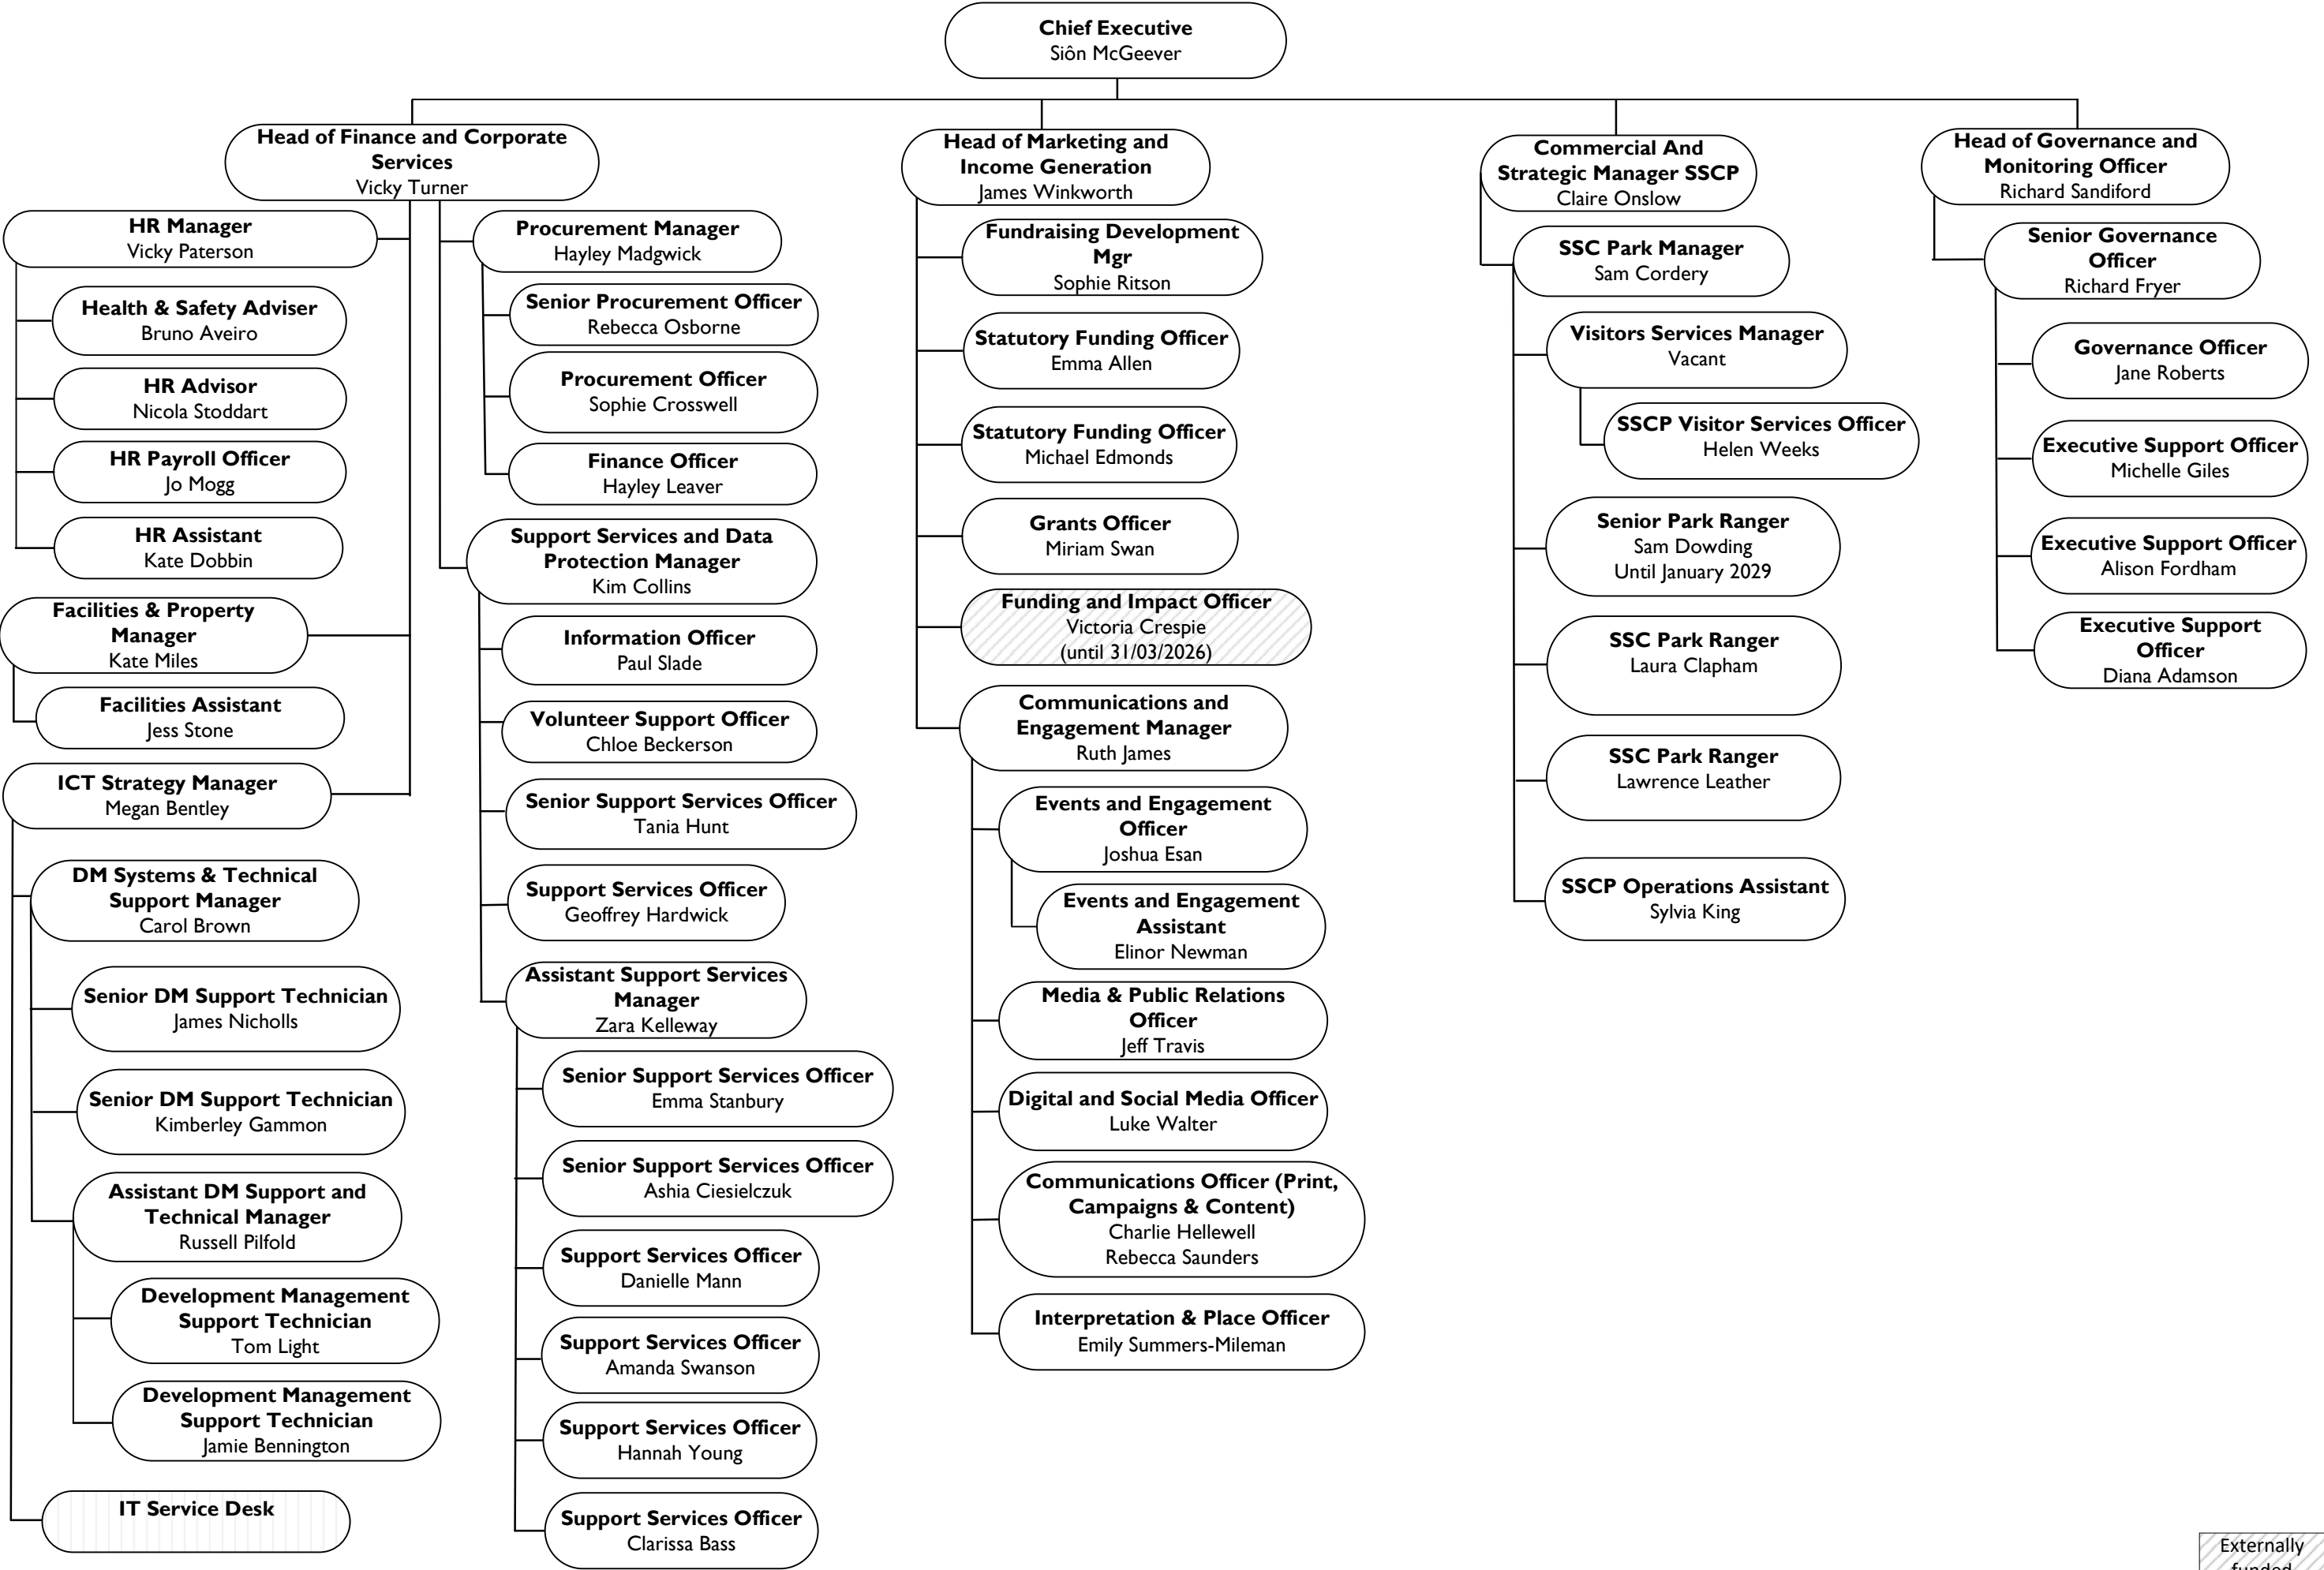 Chief Executive
Siôn McGeever
Head of Finance and Corporate
Services
Vicky Turner
HR Manager
Vicky Paterson
Health & Safety Adviser
Bruno Aveiro
HR Advisor
Nicola Stoddart
HR Payroll Officer
Jo Mogg
HR Assistant
Kate Dobbin
Facilities & Property
Manager
Kate Miles
Facilities Assistant
Jess Stone
ICT Strategy Manager
Megan Bentley
DM Systems & Technical
Support Manager
Carol Brown
Senior DM Support Technician
James Nicholls
Senior DM Support Technician
Kimberley Gammon
Assistant DM Support and
Technical Manager
Russell Pilfold
Development Management
Support Technician
Tom Light
Development Management
Support Technician
Jamie Bennington
IT Service Desk
Procurement Manager
Hayley Madgwick
Senior Procurement Officer
Rebecca Osborne
Procurement Officer
Sophie Crosswell
Finance Officer
Hayley Leaver
Support Services and Data
Protection Manager
Kim Collins
Information Officer
Paul Slade
Volunteer Support Officer
Chloe Beckerson
Senior Support Services Officer
Tania Hunt
Support Services Officer
Geoffrey Hardwick
Assistant Support Services
Manager
Zara Kelleway
Senior Support Services Officer
Emma Stanbury
Senior Support Services Officer
Ashia Ciesielczuk
Support Services Officer
Danielle Mann
Support Services Officer
Amanda Swanson
Support Services Officer
Hannah Young
Support Services Officer
Clarissa Bass
Head of Marketing and
Income Generation
James Winkworth
Fundraising Development
Mgr
Sophie Ritson
Statutory Funding Officer
Emma Allen
Statutory Funding Officer
Michael Edmonds
Grants Officer
Miriam Swan
Funding and Impact Officer
Victoria Crespie
(until 31/03/2026)
Communications and
Engagement Manager
Ruth James
Events and Engagement
Officer
Joshua Esan
Events and Engagement
Assistant
Elinor Newman
Media & Public Relations
Officer
Jeff Travis
Digital and Social Media Officer
Luke Walter
Communications Officer (Print,
Campaigns & Content)
Charlie Hellewell
Rebecca Saunders
Interpretation & Place Officer
Emily Summers-Mileman
Commercial And
Strategic Manager SSCP
Claire Onslow
SSC Park Manager
Sam Cordery
Visitors Services Manager
Vacant
SSCP Visitor Services Officer
Helen Weeks
Senior Park Ranger
Sam Dowding
Until January 2029
SSC Park Ranger
Laura Clapham
SSC Park Ranger
Lawrence Leather
SSCP Operations Assistant
Sylvia King
Head of Governance and
Monitoring Officer
Richard Sandiford
Senior Governance
Officer
Richard Fryer
Governance Officer
Jane Roberts
Executive Support Officer
Michelle Giles
Executive Support Officer
Alison Fordham
Executive Support
Officer
Diana Adamson
Externally
funded